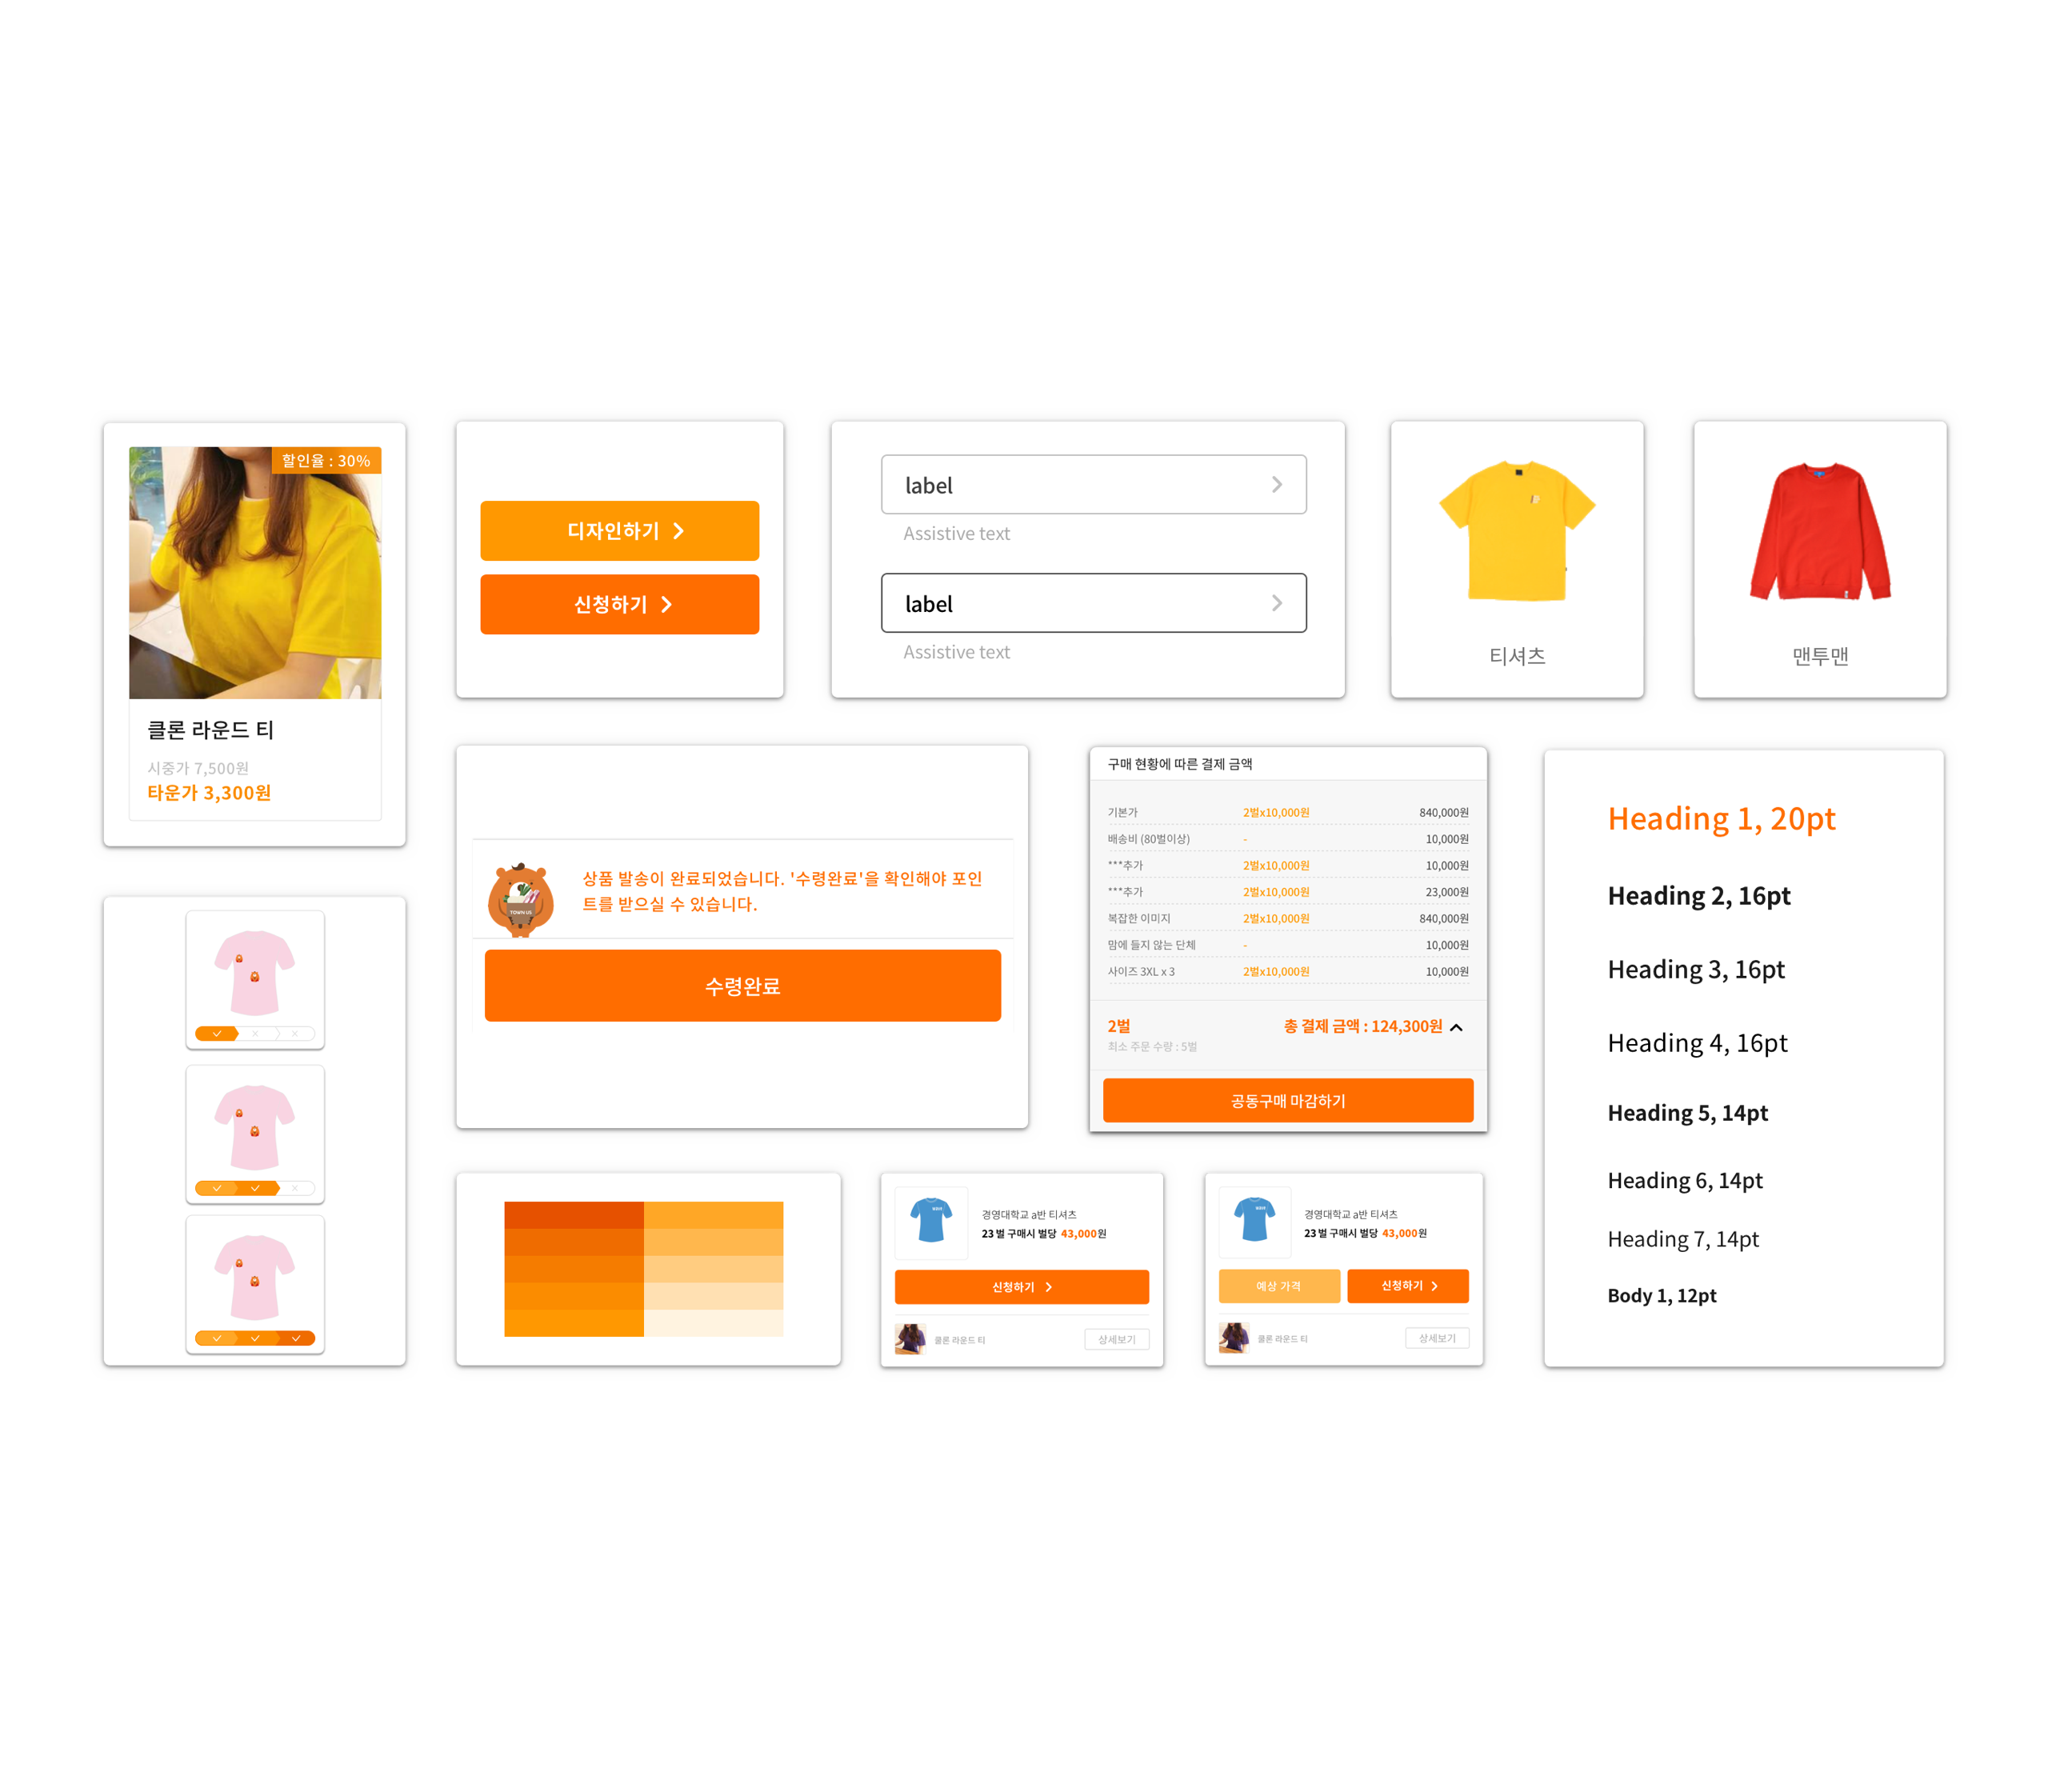 할인율 : 30%
클론 라운드 티
시중가 7,500원
타운가 3,300원
디자인하기
신청하기
label
Assistive text
label
Assistive text
티셔츠
맨투맨
상품 발송이 완료되었습니다. '수령완료'을 확인해야 포인
트를 받으실 수 있습니다.
TOWN US
수령완료
구매 현황에 따른 결제 금액
기본가 2벌x10,000원 840,000원
배송비 (80벌이상) - 10,000원
***추가 2벌x10,000원 10,000원
***추가 2벌x10,000원 23,000원
복잡한 이미지 2벌x10,000원 840,000원
맘에 들지 않는 단체 - 10,000원
사이즈 3XL x 3 2벌x10,000원 10,000원
2벌 총 결제 금액 : 124,300원
최소 주문 수량 : 5벌
공동구매 마감하기
Heading 1, 20pt
Heading 2, 16pt
Heading 3, 16pt
Heading 4, 16pt
Heading 5, 14pt
Heading 6, 14pt
Heading 7, 14pt
Body 1, 12pt
경영대학교 a반 티셔츠
23 벌 구매시 벌당 43,000원
신청하기
클론 라운드 티
상세보기
경영대학교 a반 티셔츠
23 벌 구매시 벌당 43,000원
예상 가격
신청하기
클론 라운드 티
상세보기